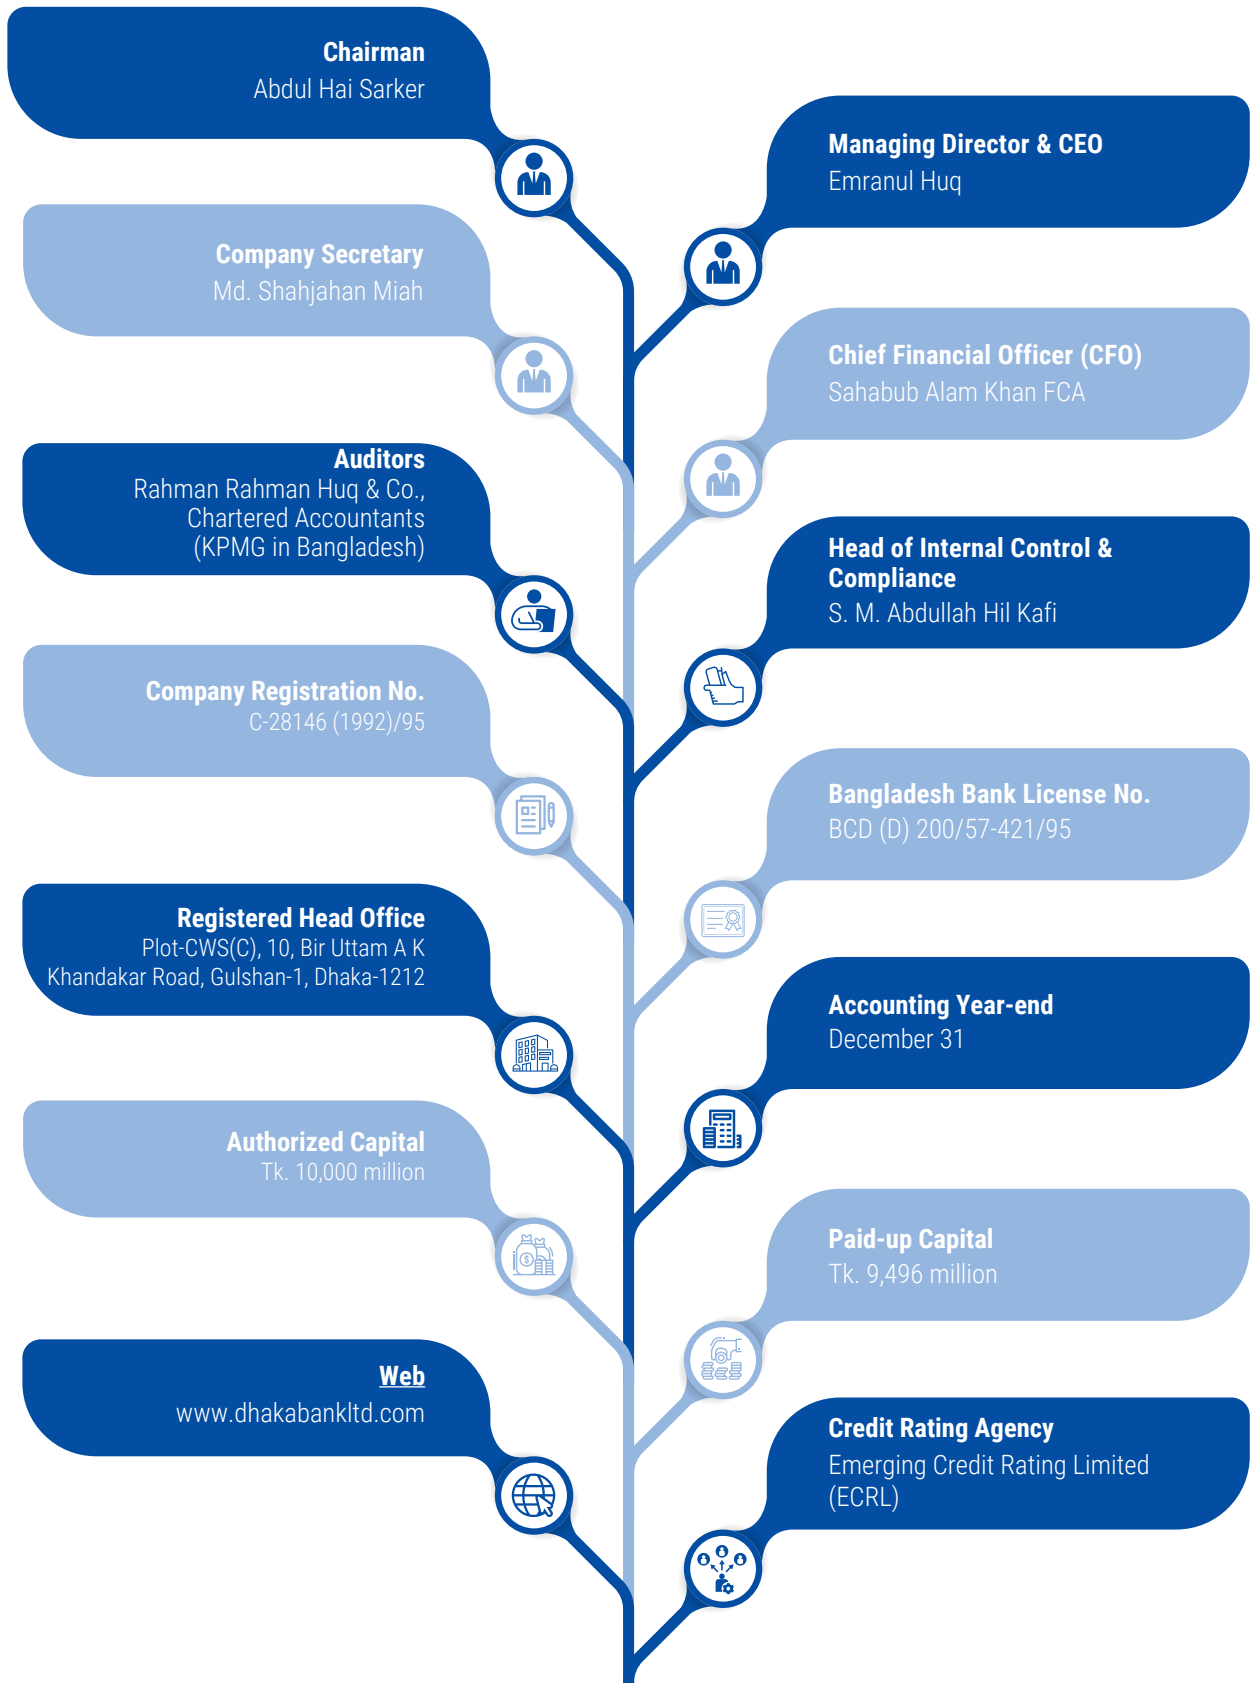 Chairman
Abdul Hai Sarker
Managing Director & CEO
Emranul Huq
Company Secretary
Md. Shahjahan Miah
Chief Financial Officer (CFO)
Sahabub Alam Khan FCA
Auditors
Rahman Rahman Huq & Co.,
Chartered Accountants
(KPMG in Bangladesh)
Head of Internal Control &
Compliance
S. M. Abdullah Hil Kafi
Company Registration No.
C-28146 (1992)/95
Bangladesh Bank License No.
BCD (D) 200/57-421/95
Registered Head Office
Plot-CWS(C), 10, Bir Uttam A K
Khandakar Road, Gulshan-1, Dhaka-1212
Accounting Year-end
December 31
Authorized Capital
Tk. 10,000 million
Paid-up Capital
Tk. 9,496 million
Web
www.dhakabankltd.com
Credit Rating Agency
Emerging Credit Rating Limited
(ECRL)